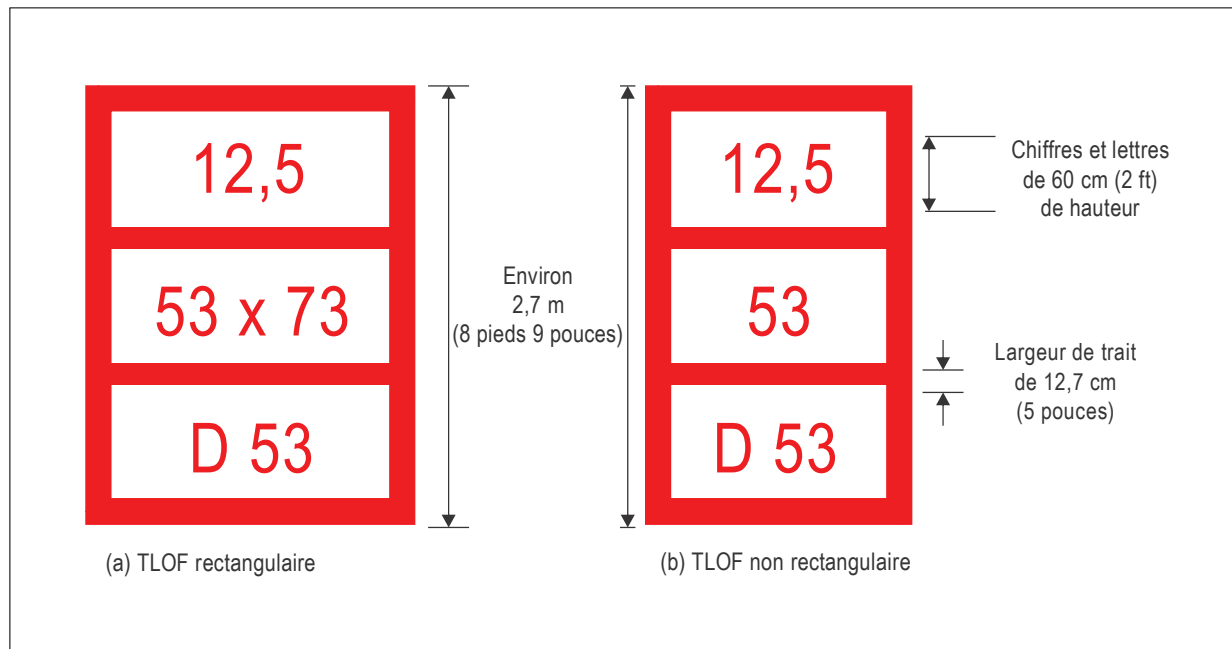 12,5
53 x 73
D 53
(a) TLOF rectangulaire
Environ
2,7 m
(8 pieds 9 pouces)
12,5
53
D 53
(b) TLOF non rectangulaire
Chiffres et lettres
de 60 cm (2 ft)
de hauteur
Largeur de trait
de 12,7 cm
(5 pouces)